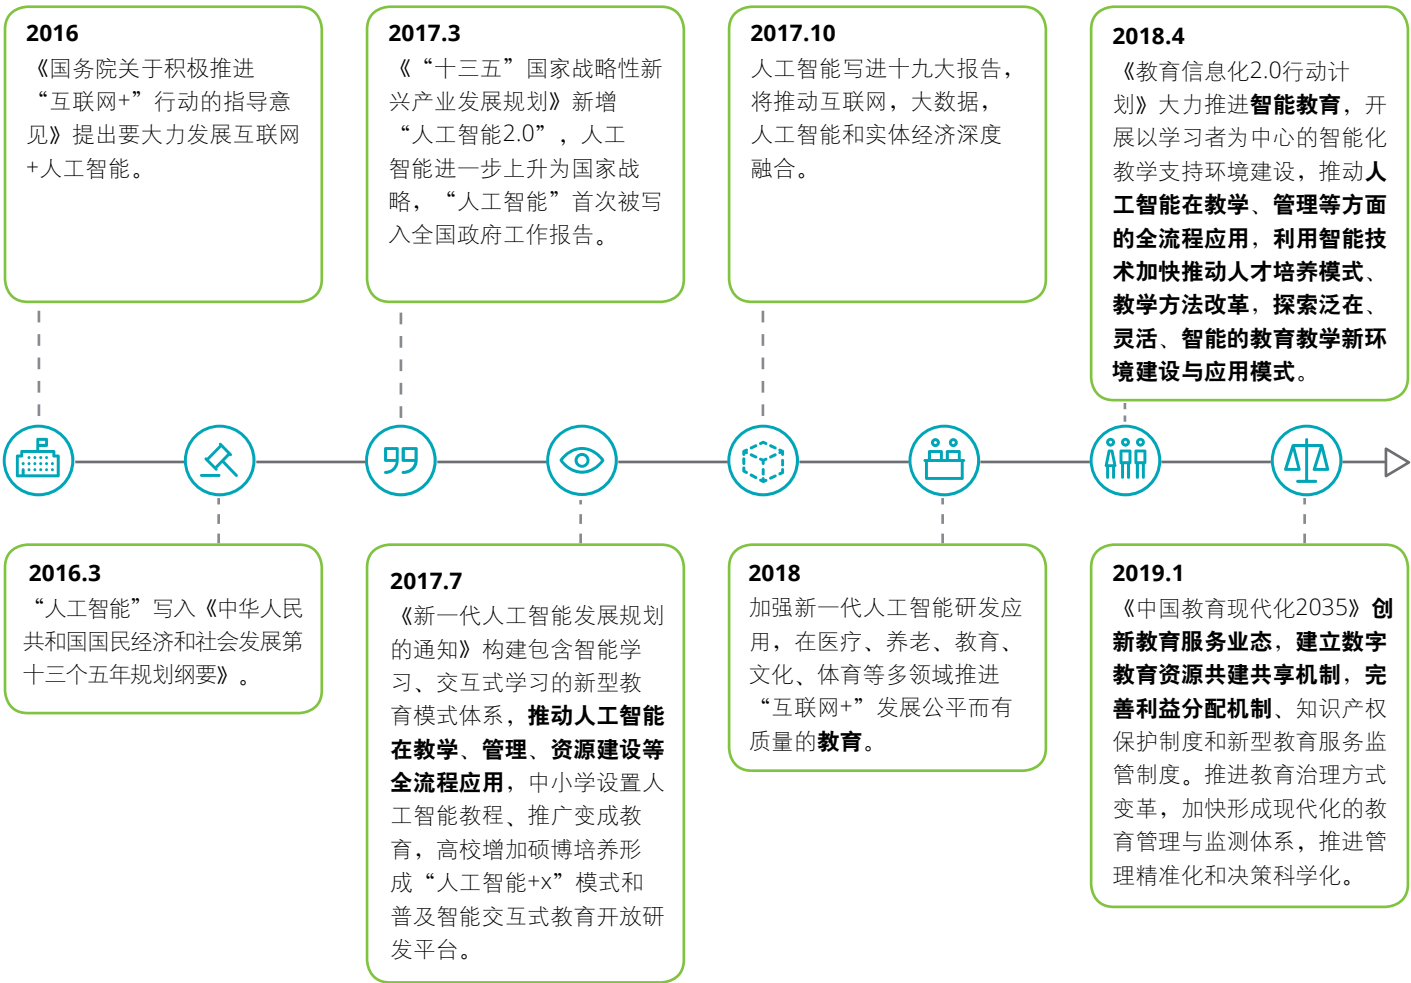 2016
《国务院关于积极推进
“互联网+”行动的指导意
见》提出要大力发展互联网
+人工智能。
2017.3
《“十三五”国家战略性新
兴产业发展规划》新增
“人工智能2.0”，人工
智能进一步上升为国家战
略，“人工智能”首次被写
入全国政府工作报告。
2017.10
人工智能写进十九大报告，
将推动互联网，大数据，
人工智能和实体经济深度
融合。
2018.4
《教育信息化2.0行动计
划》大力推进智能教育，开
展以学习者为中心的智能化
教学支持环境建设，推动人
工智能在教学、管理等方面
的全流程应用，利用智能技
术加快推动人才培养模式、
教学方法改革，探索泛在、
灵活、智能的教育教学新环
境建设与应用模式。
2016.3
“人工智能”写入《中华人民
共和国国民经济和社会发展第
十三个五年规划纲要》。
2017.7
《新一代人工智能发展规划
的通知》构建包含智能学
习、交互式学习的新型教
育模式体系，推动人工智能
在教学、管理、资源建设等
全流程应用，中小学设置人
工智能教程、推广变成教
育，高校增加硕博培养形
成“人工智能+x”模式和
普及智能交互式教育开放研
发平台。
2018
加强新一代人工智能研发应
用，在医疗、养老、教育、
文化、体育等多领域推进
“互联网+”发展公平而有
质量的教育。
2019.1
《中国教育现代化2035》创
新教育服务业态，建立数字
教育资源共建共享机制，完
善利益分配机制、知识产权
保护制度和新型教育服务监
管制度。推进教育治理方式
变革，加快形成现代化的教
育管理与监测体系，推进管
理精准化和决策科学化。